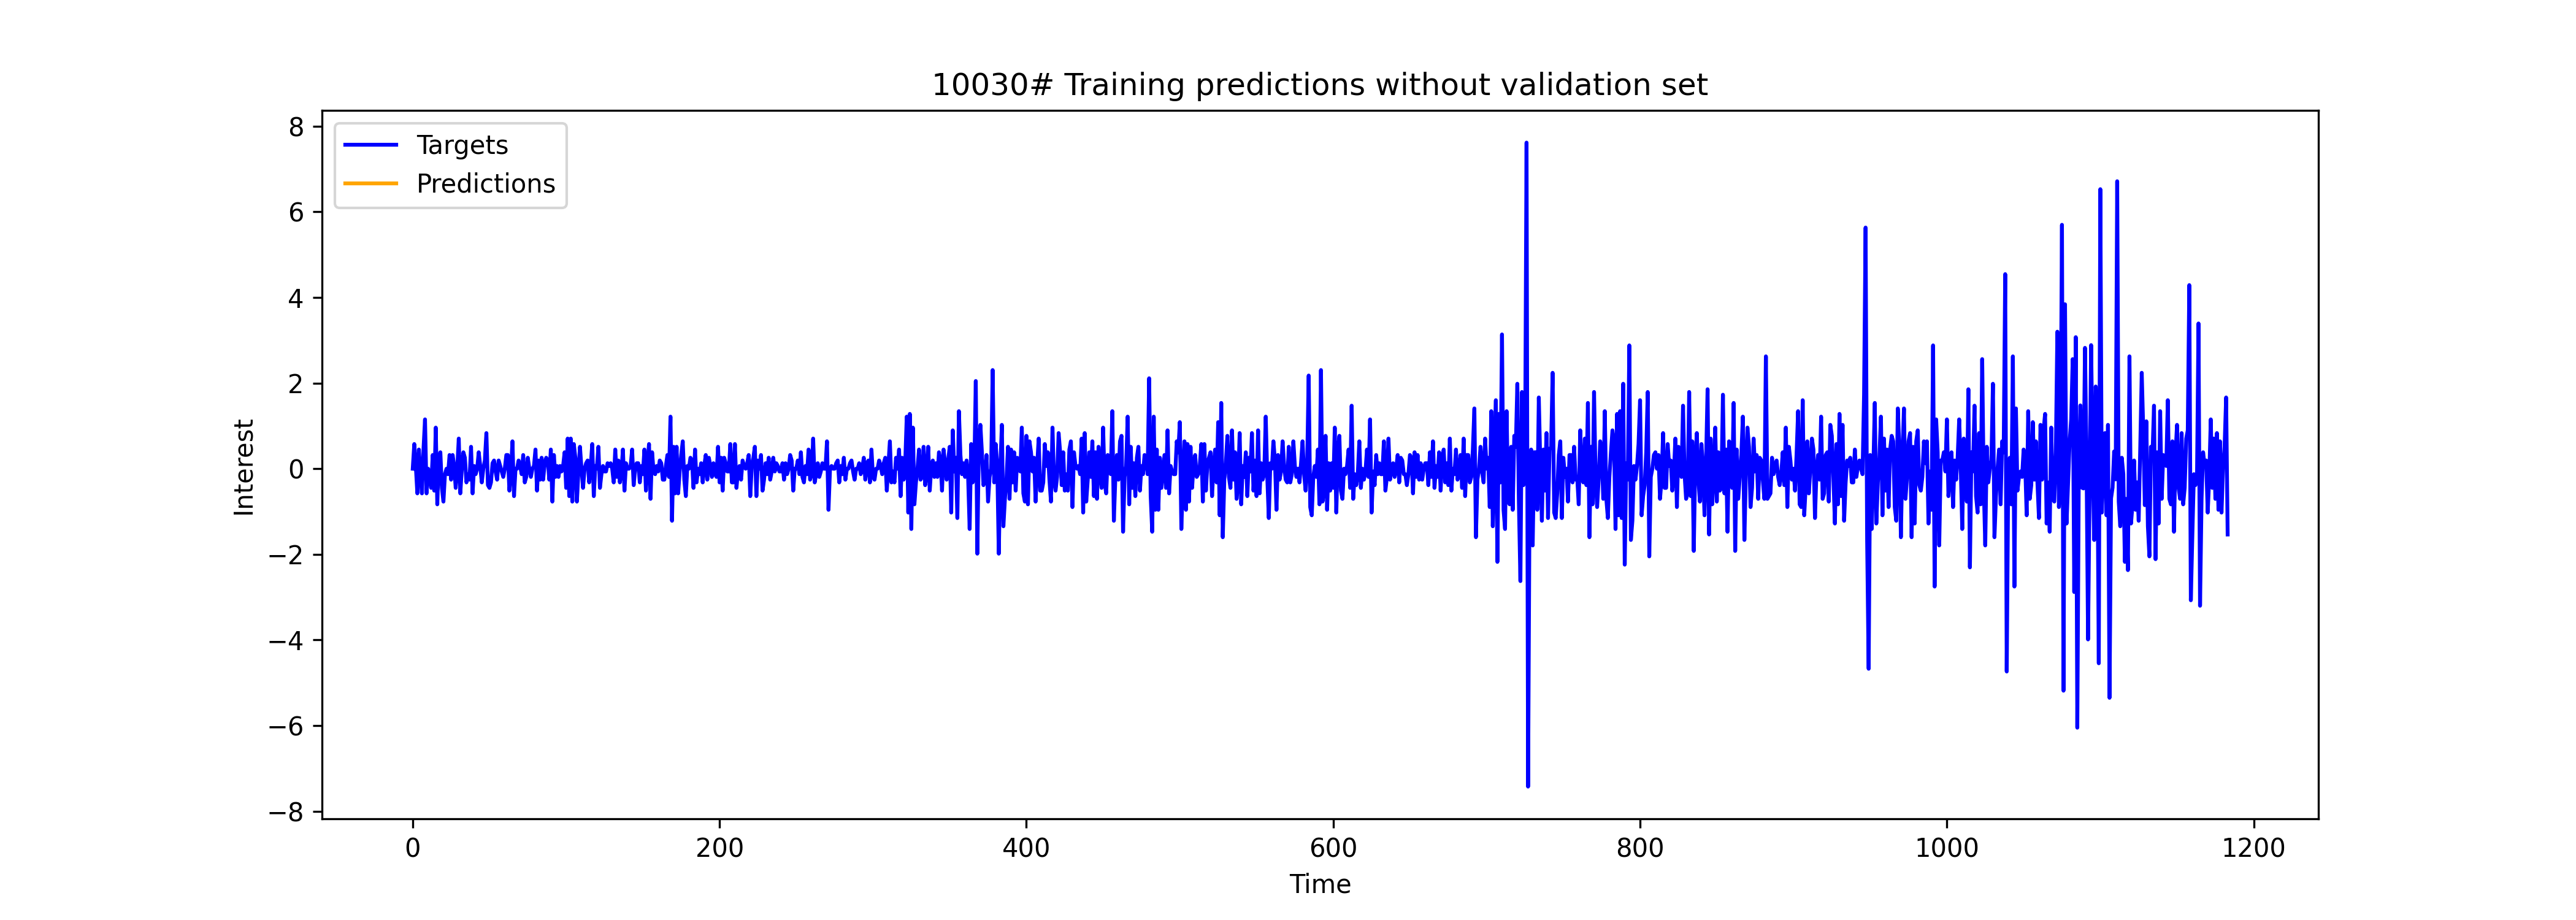 10030# Training predictions without validation set
Targets
Predictions
Interest
8
6
4
2
0
−2
−4
−6
−8
0 200 400 600 800 1000 1200
Time